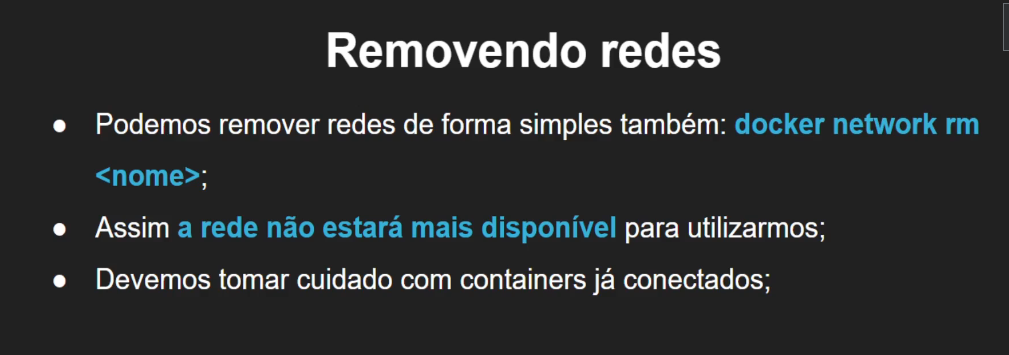 Removendo redes
● Podemos remover redes de forma simples também: docker network rm
<nome>;
● Assim a rede não estará mais disponível para utilizarmos;
● Devemos tomar cuidado com containers já conectados;